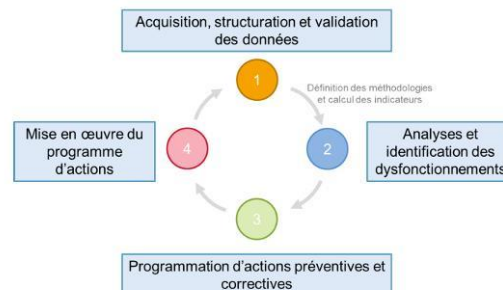 Acquisition, structuration et validation
des données
1
Définition des méthodologies
et calcul des indicateurs
Mise en œuvre du
programme
d'actions
4
2
Analyses et
identification des
dysfonctionnements
3
Programmation d'actions préventives et
correctives